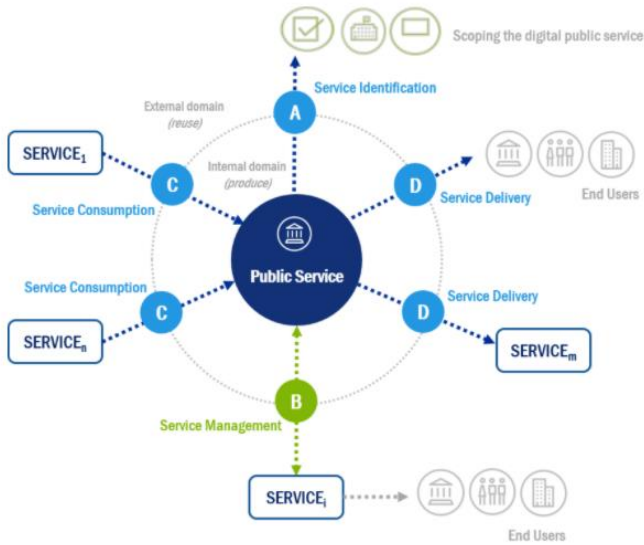 Scoping the digital public service
Service Identification
A
External domain
(reuse)
SERVICE1
Internal domain
(produce)
C
D
Service Consumption
Service Delivery
End Users
Public Service
Service Consumption
Service Delivery
C
D
SERVICEn
SERVICEm
B
Service Management
SERVICEi
End Users